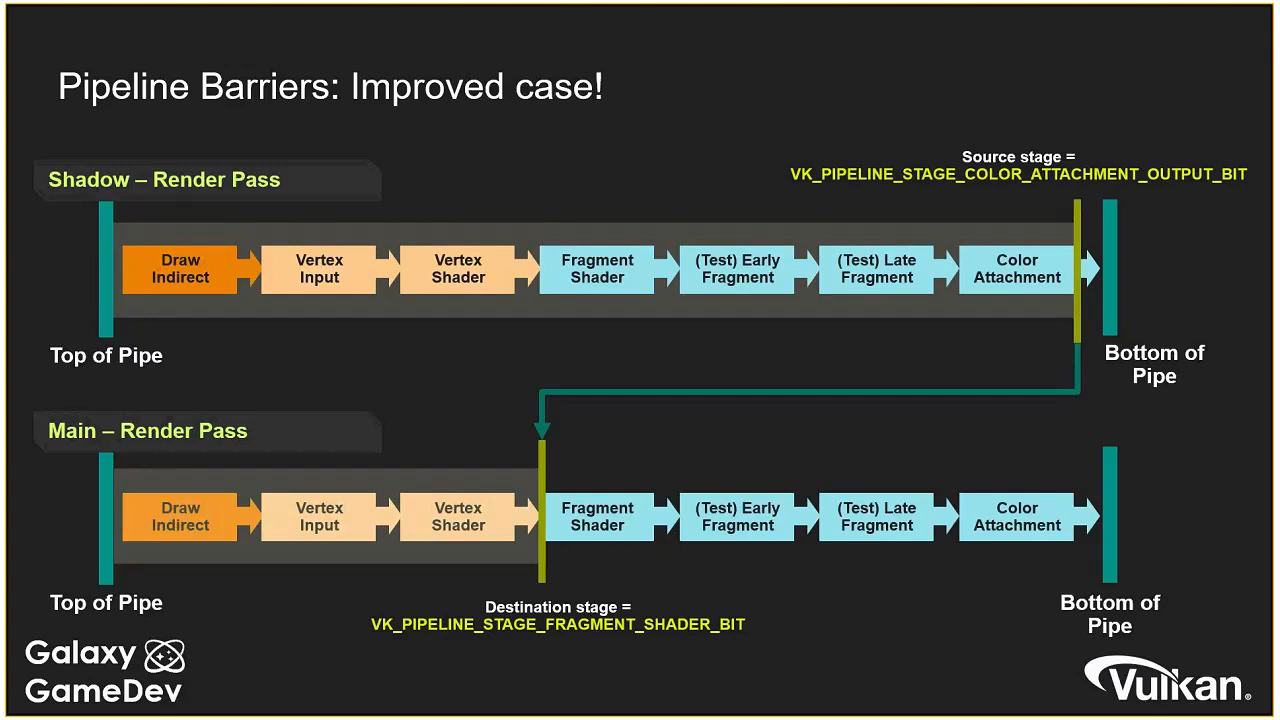 Pipeline Barriers: Improved case!
Source stage =
VK_PIPELINE_STAGE_COLOR_ATTACHMENT_OUTPUT_BIT
Shadow – Render Pass
Draw
Indirect
Vertex
Input
Vertex
Shader
Fragment
Shader
(Test) Early
Fragment
(Test) Late
Fragment
Color
Attachment
Top of Pipe
Bottom of
Pipe
Main – Render Pass
Draw
Indirect
Vertex
Input
Vertex
Shader
Fragment
Shader
(Test) Early
Fragment
(Test) Late
Fragment
Color
Attachment
Top of Pipe
Destination stage =
VK_PIPELINE_STAGE_FRAGMENT_SHADER_BIT
Bottom of
Pipe
Galaxy
GameDev
Vulkan®